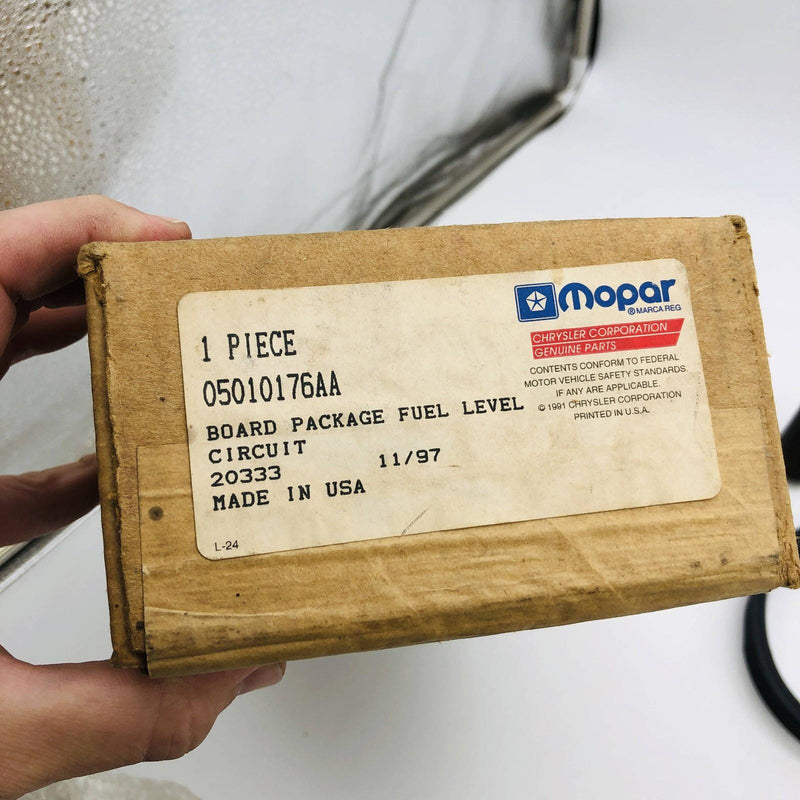 1 PIECE
05010176AA
BOARD PACKAGE FUEL LEVEL
CIRCUIT
20333 11/97
MADE IN USA
L-24
Mopar
® MARCA REG
CHRYSLER CORPORATION
GENUINE PARTS
CONTENTS CONFORM TO FEDERAL
MOTOR VEHICLE SAFETY STANDARDS.
IF ANY ARE APPLICABLE.
© 1991 CHRYSLER CORPORATION
PRINTED IN U.S.A.